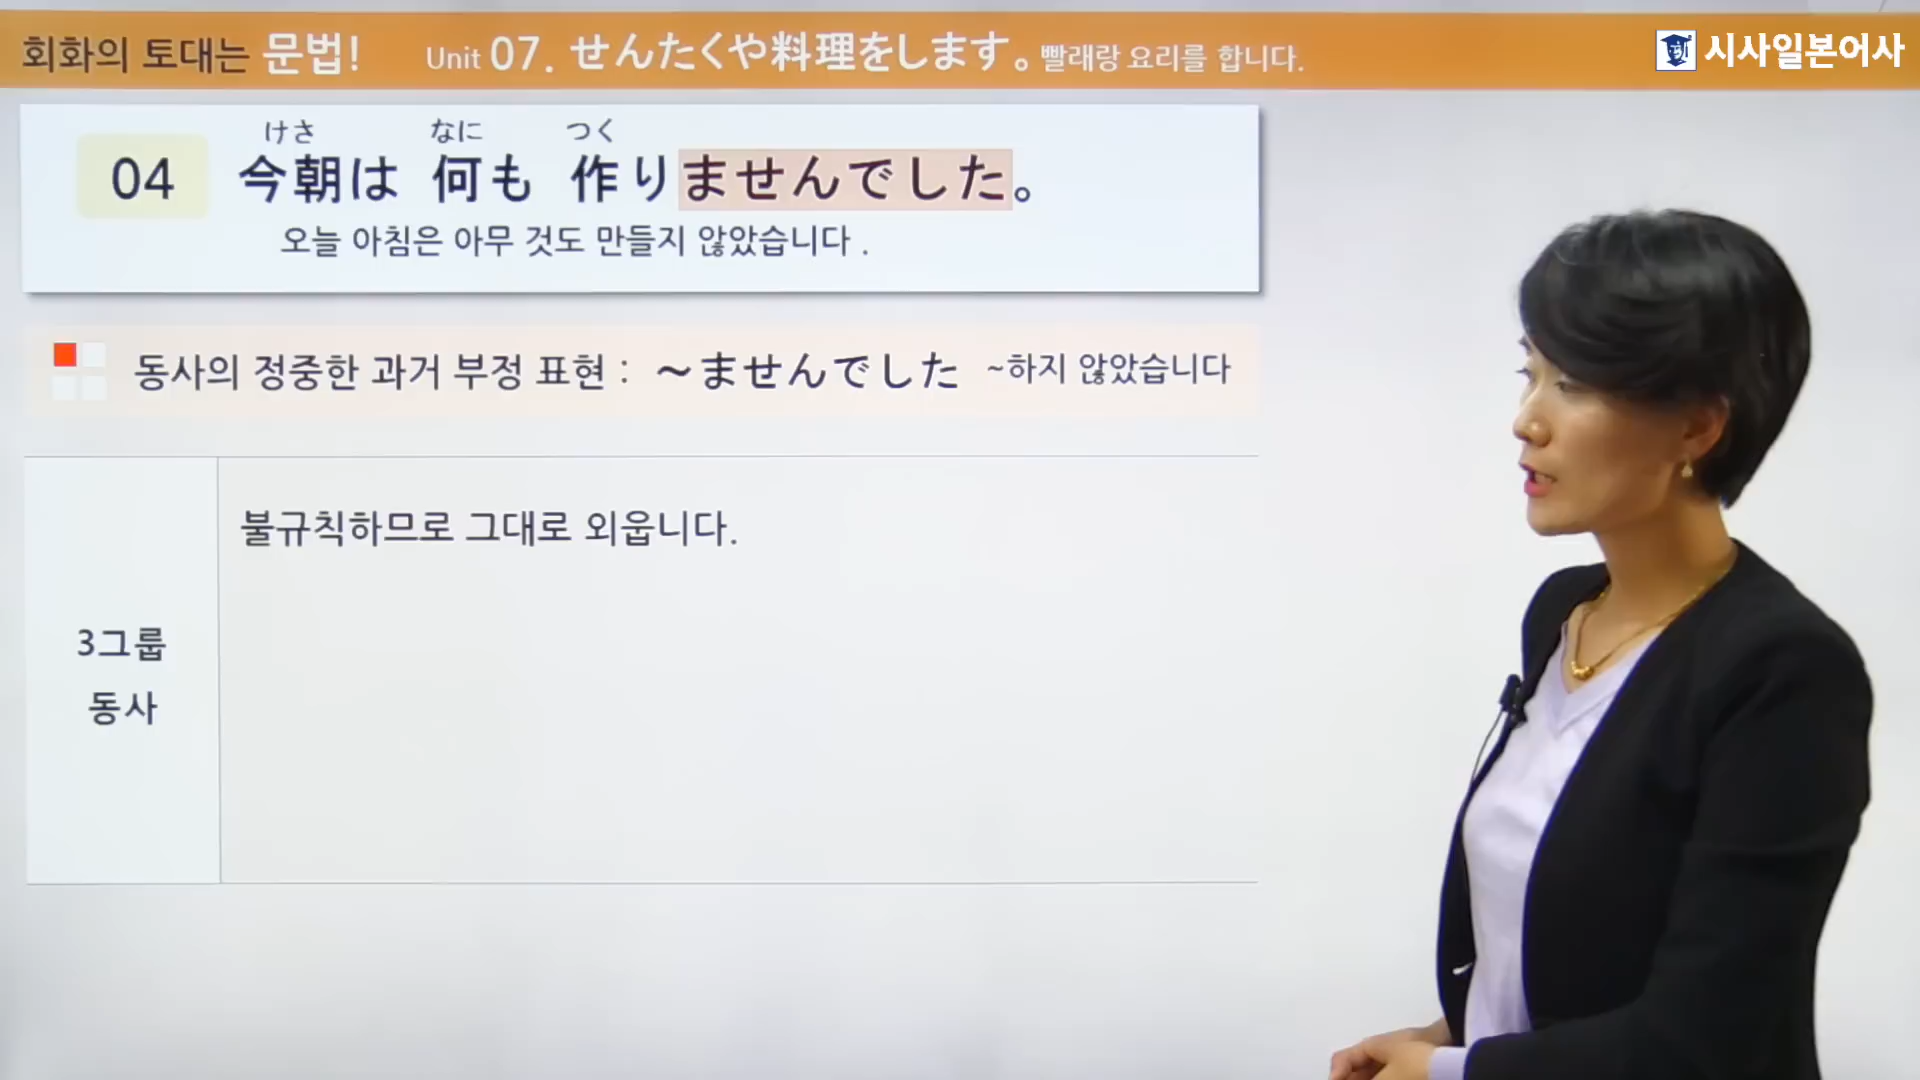 회화의 토대는 문법!
Unit 07. せんたくや料理をします。빨래랑 요리를 합니다.
시사일본어사
けさ なに つく
04 今朝は 何も 作りませんでした。
오늘 아침은 아무 것도 만들지 않았습니다 .
동사의 정중한 과거 부정 표현 : ～ませんでした ~하지 않았습니다
불규칙하므로 그대로 외웁니다.
3그룹
동사